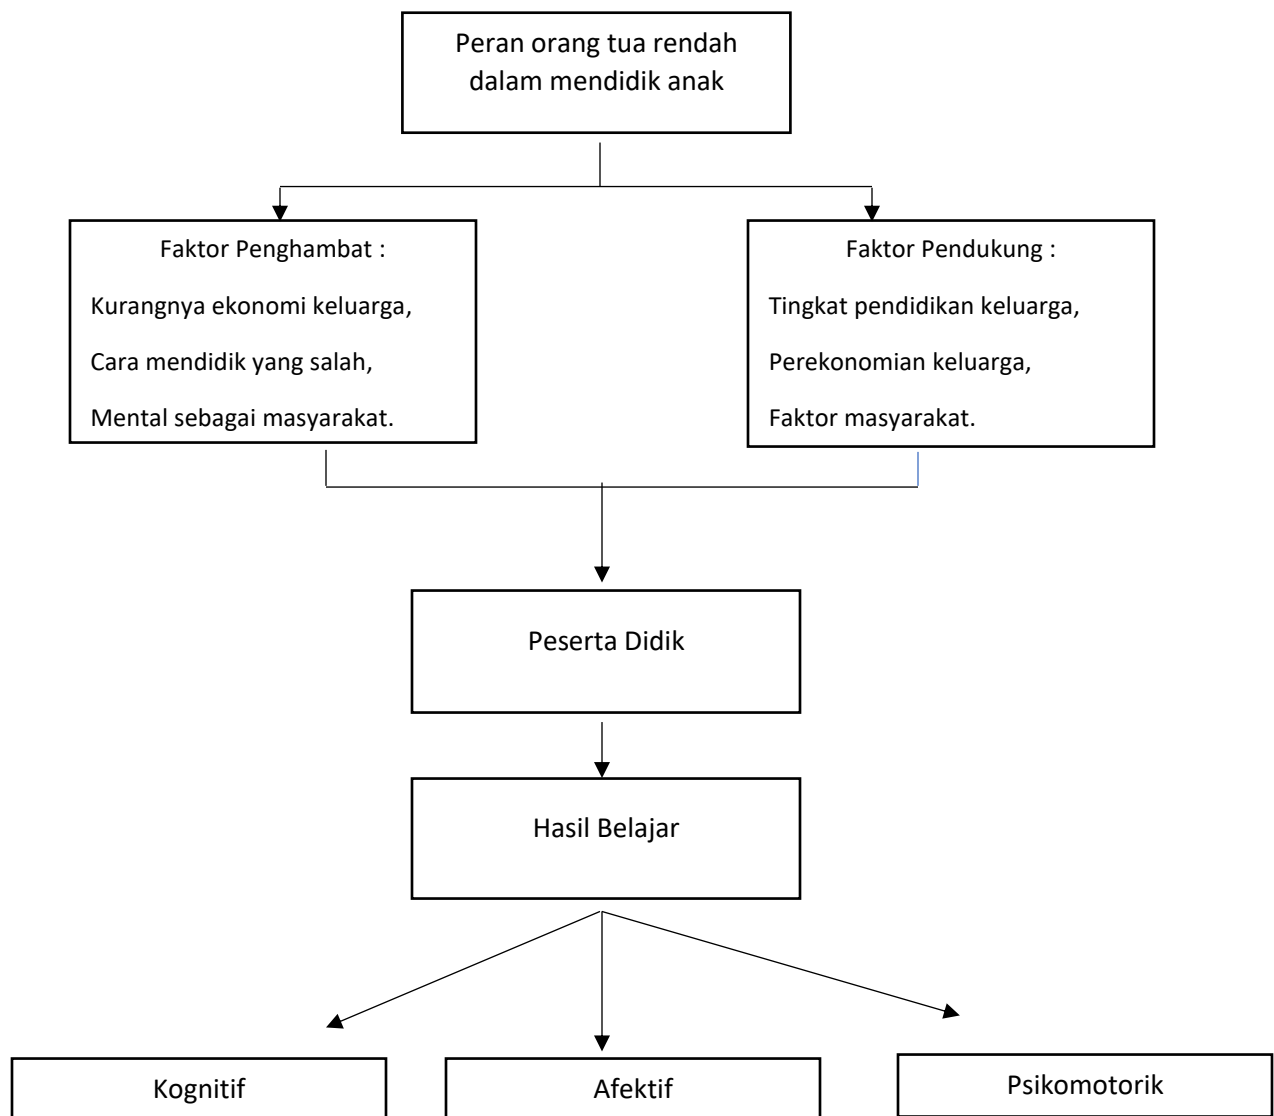 Peran orang tua rendah
dalam mendidik anak
Faktor Penghambat :
Kurangnya ekonomi keluarga,
Cara mendidik yang salah,
Mental sebagai masyarakat.
Faktor Pendukung :
Tingkat pendidikan keluarga,
Perekonomian keluarga,
Faktor masyarakat.
Peserta Didik
Hasil Belajar
Kognitif
Afektif
Psikomotorik